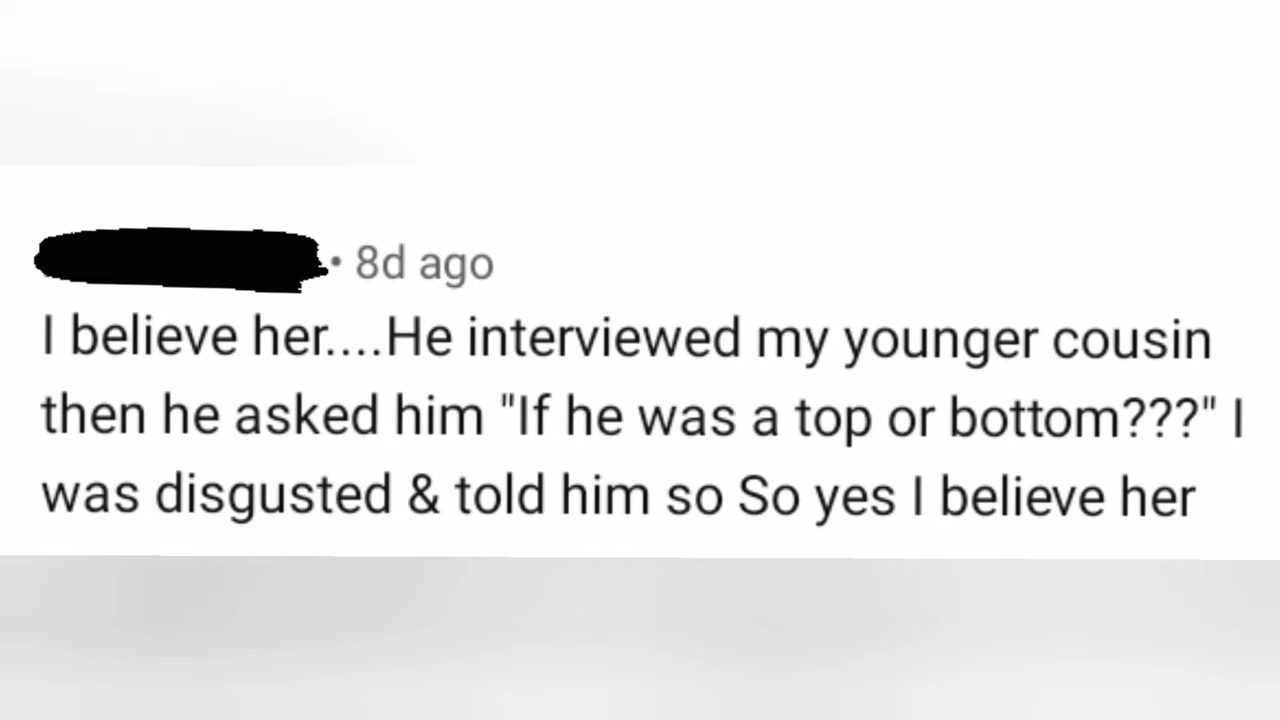 • 8d ago
I believe her....He interviewed my younger cousin
then he asked him "If he was a top or bottom???" I
was disgusted & told him so So yes I believe her